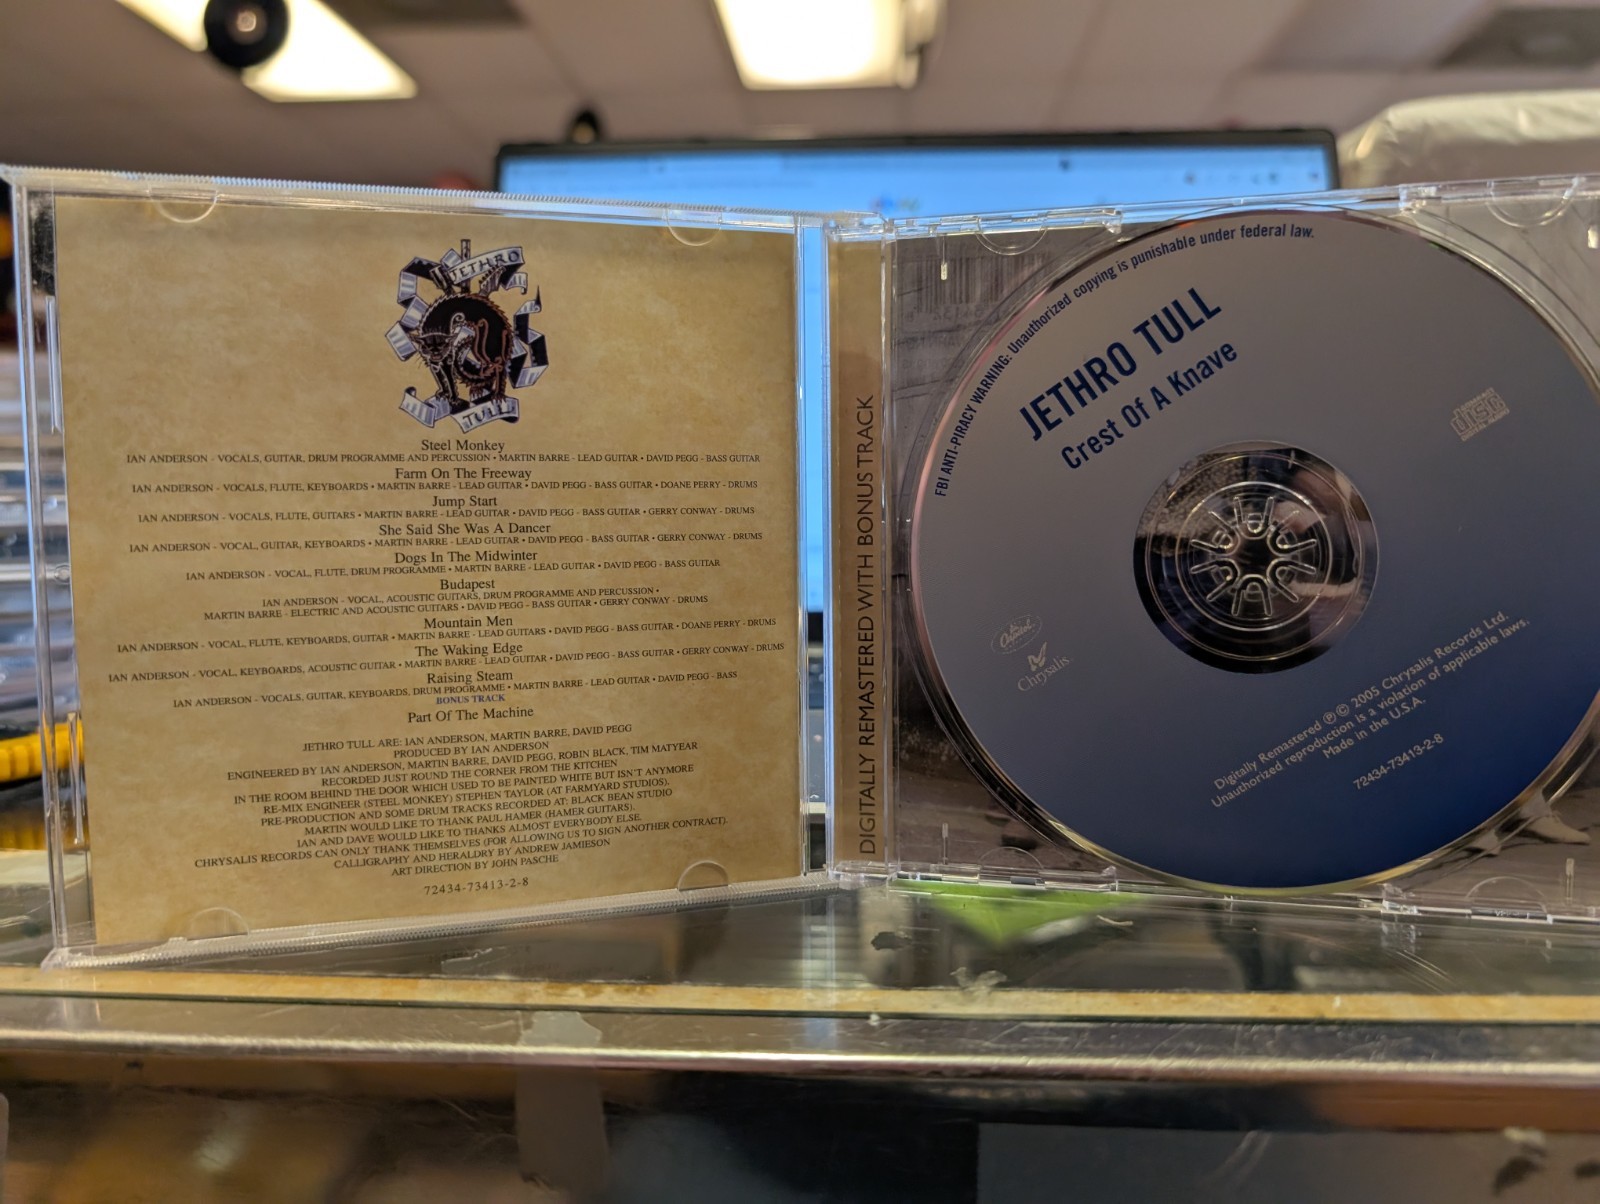 JETHRO
TULL
Steel Monkey
IAN ANDERSON - VOCALS, GUITAR, DRUM PROGRAMME AND PERCUSSION • MARTIN BARRE - LEAD GUITAR • DAVID PEGG - BASS GUITAR
Farm On The Freeway
IAN ANDERSON - VOCALS, FLUTE, KEYBOARDS • MARTIN BARRE - LEAD GUITAR • DAVID PEGG - BASS GUITAR • DOANE PERRY - DRUMS
Jump Start
IAN ANDERSON - VOCALS, FLUTE, GUITARS • MARTIN BARRE - LEAD GUITAR • DAVID PEGG - BASS GUITAR • GERRY CONWAY - DRUMS
She Said She Was A Dancer
IAN ANDERSON - VOCAL, GUITAR, KEYBOARDS • MARTIN BARRE - LEAD GUITAR • DAVID PEGG - BASS GUITAR • GERRY CONWAY - DRUMS
Dogs In The Midwinter
IAN ANDERSON - VOCAL, FLUTE, DRUM PROGRAMME • MARTIN BARRE - LEAD GUITAR • DAVID PEGG - BASS GUITAR
Budapest
IAN ANDERSON - VOCAL, ACOUSTIC GUITARS, DRUM PROGRAMME AND PERCUSSION •
MARTIN BARRE - ELECTRIC AND ACOUSTIC GUITARS • DAVID PEGG - BASS GUITAR • GERRY CONWAY - DRUMS
Mountain Men
IAN ANDERSON - VOCAL, FLUTE, KEYBOARDS, GUITAR • MARTIN BARRE - LEAD GUITARS • DAVID PEGG - BASS GUITAR • DOANE PERRY - DRUMS
The Waking Edge
IAN ANDERSON - VOCAL, KEYBOARDS, ACOUSTIC GUITAR • MARTIN BARRE - LEAD GUITAR • DAVID PEGG - BASS GUITAR • GERRY CONWAY - DRUMS
Raising Steam
IAN ANDERSON - VOCALS, GUITAR, KEYBOARDS, DRUM PROGRAMME • MARTIN BARRE - LEAD GUITAR • DAVID PEGG - BASS
BONUS TRACK
Part Of The Machine
JETHRO TULL ARE: IAN ANDERSON, MARTIN BARRE, DAVID PEGG
PRODUCED BY IAN ANDERSON
ENGINEERED BY IAN ANDERSON, MARTIN BARRE, DAVID PEGG, ROBIN BLACK, TIM MATYEAR
RECORDED JUST ROUND THE CORNER FROM THE KITCHEN
IN THE ROOM BEHIND THE DOOR WHICH USED TO BE PAINTED WHITE BUT ISN'T ANYMORE
RE-MIX ENGINEER (STEEL MONKEY) STEPHEN TAYLOR (AT FARMYARD STUDIOS).
PRE-PRODUCTION AND SOME DRUM TRACKS RECORDED AT: BLACK BEAN STUDIO
MARTIN WOULD LIKE TO THANK PAUL HAMER (HAMER GUITARS).
IAN AND DAVE WOULD LIKE TO THANKS ALMOST EVERYBODY ELSE.
CHRYSALIS RECORDS CAN ONLY THANK THEMSELVES (FOR ALLOWING US TO SIGN ANOTHER CONTRACT).
CALLIGRAPHY AND HERALDRY BY ANDREW JAMIESON
ART DIRECTION BY JOHN PASCHE
72434-73413-2-8
DIGITALLY REMASTERED WITH BONUS TRACK
FBI ANTI-PIRACY WARNING: Unauthorized copying is punishable under federal law.
JETHRO TULL
Crest Of A Knave
COMPACT
disc
DIGITAL AUDIO
Capitol
Chrysalis.
Digitally Remastered ℗© 2005 Chrysalis Records Ltd.
Unauthorized reproduction is a violation of applicable laws.
Made in the U.S.A.
72434-73413-2-8